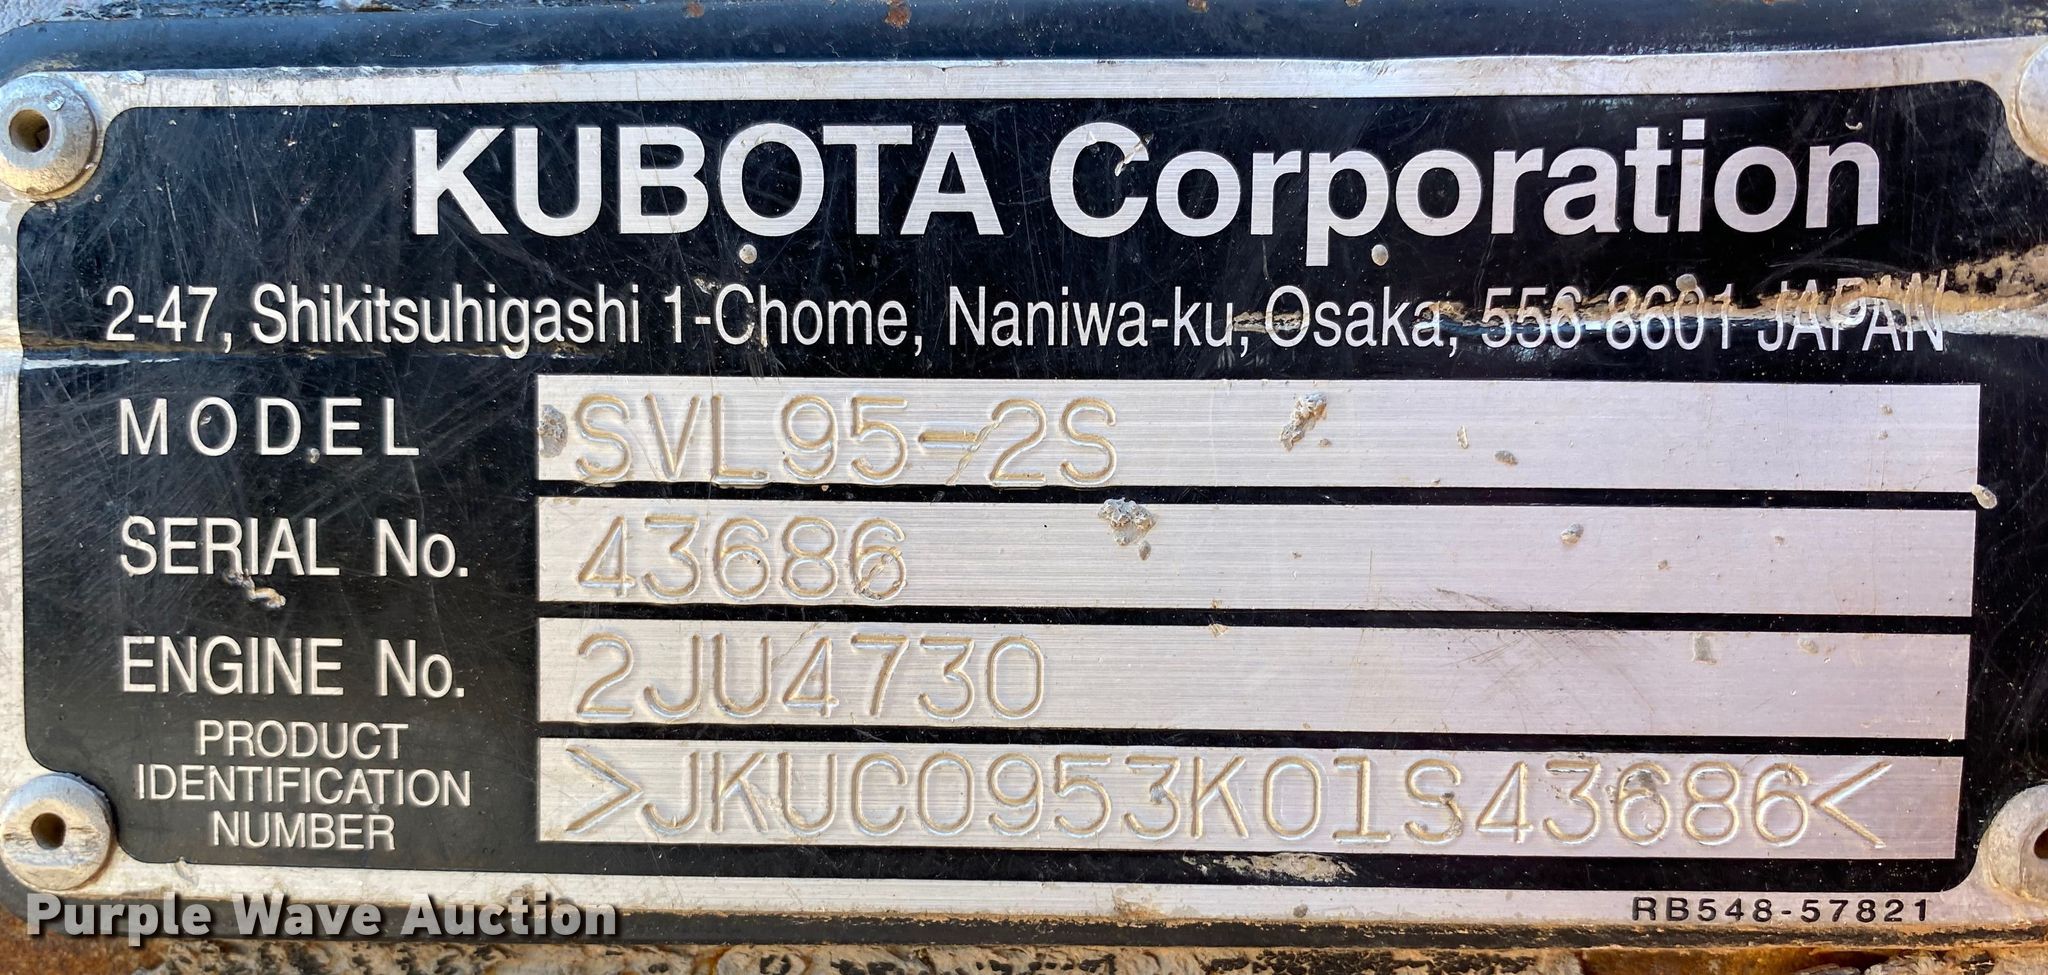 KUBOTA Corporation
2-47, Shikitsuhigashi 1-Chome, Naniwa-ku, Osaka, 556-8601 JAPAN
MODEL SVL95-2S
SERIAL No. 43686
ENGINE No. 2JU4730
PRODUCT
IDENTIFICATION
NUMBER
>JKUC0953K01S43686<
RB548-57821
Purple Wave Auction